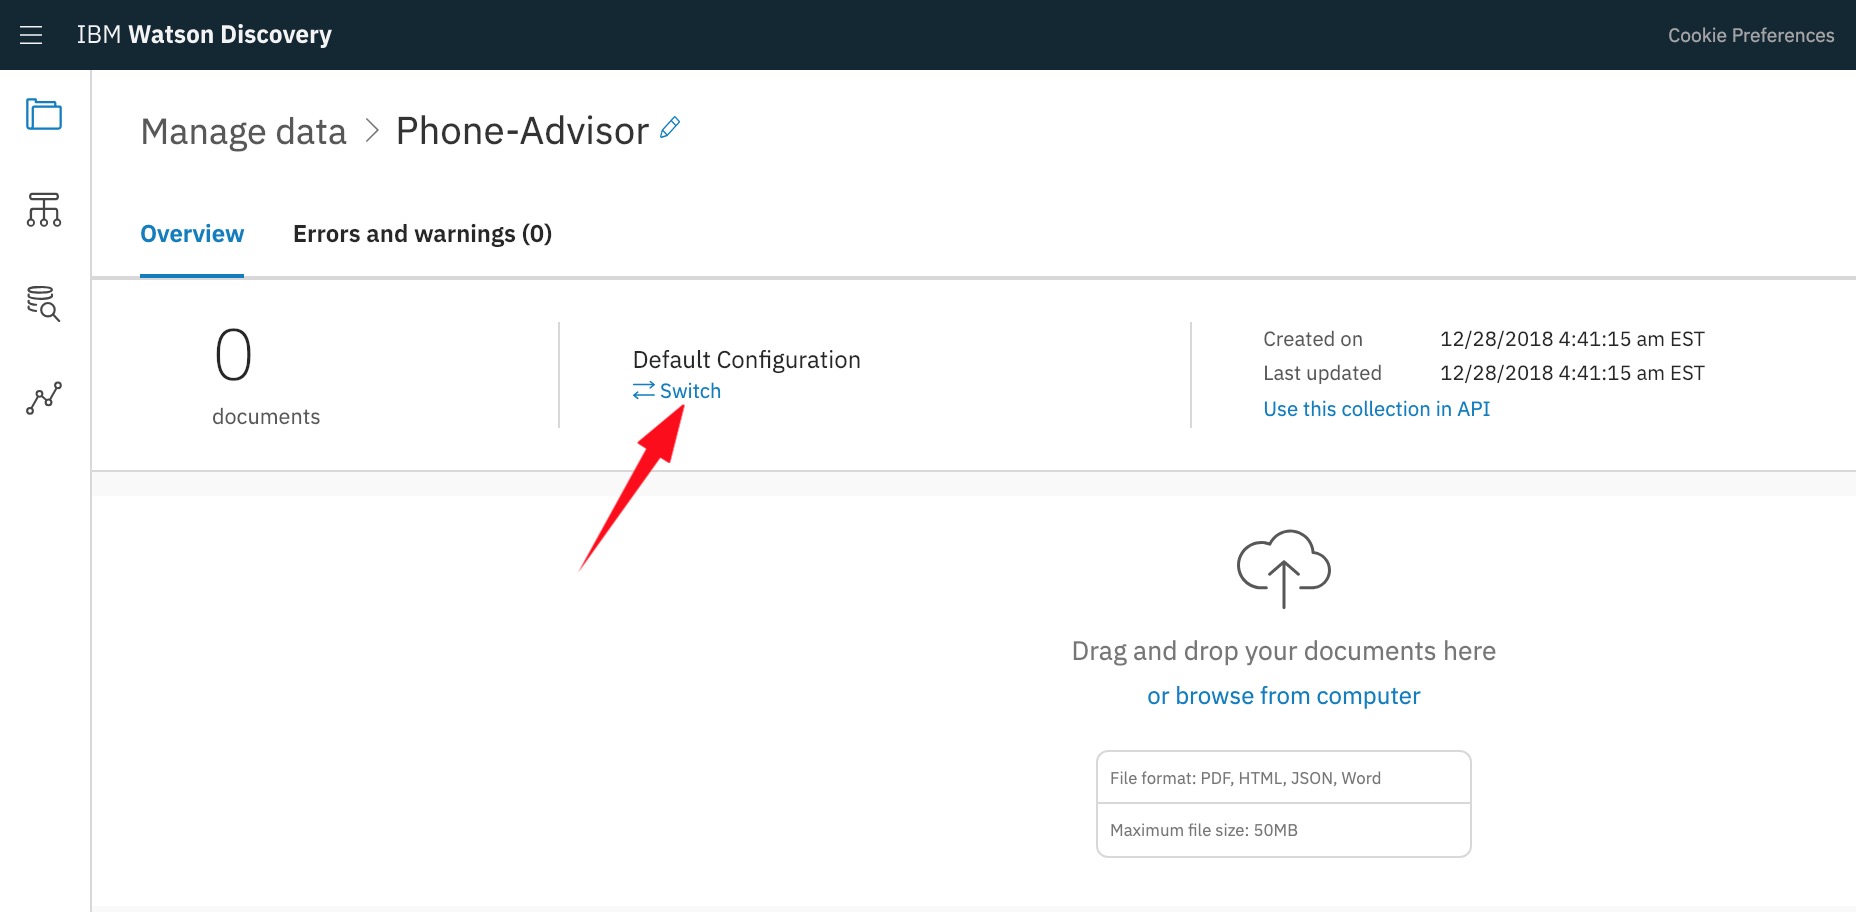 IBM Watson Discovery
Cookie Preferences
Manage data > Phone-Advisor
Overview
Errors and warnings (0)
0
documents
Default Configuration
Switch
Created on 12/28/2018 4:41:15 am EST
Last updated 12/28/2018 4:41:15 am EST
Use this collection in API
Drag and drop your documents here
or browse from computer
File format: PDF, HTML, JSON, Word
Maximum file size: 50MB